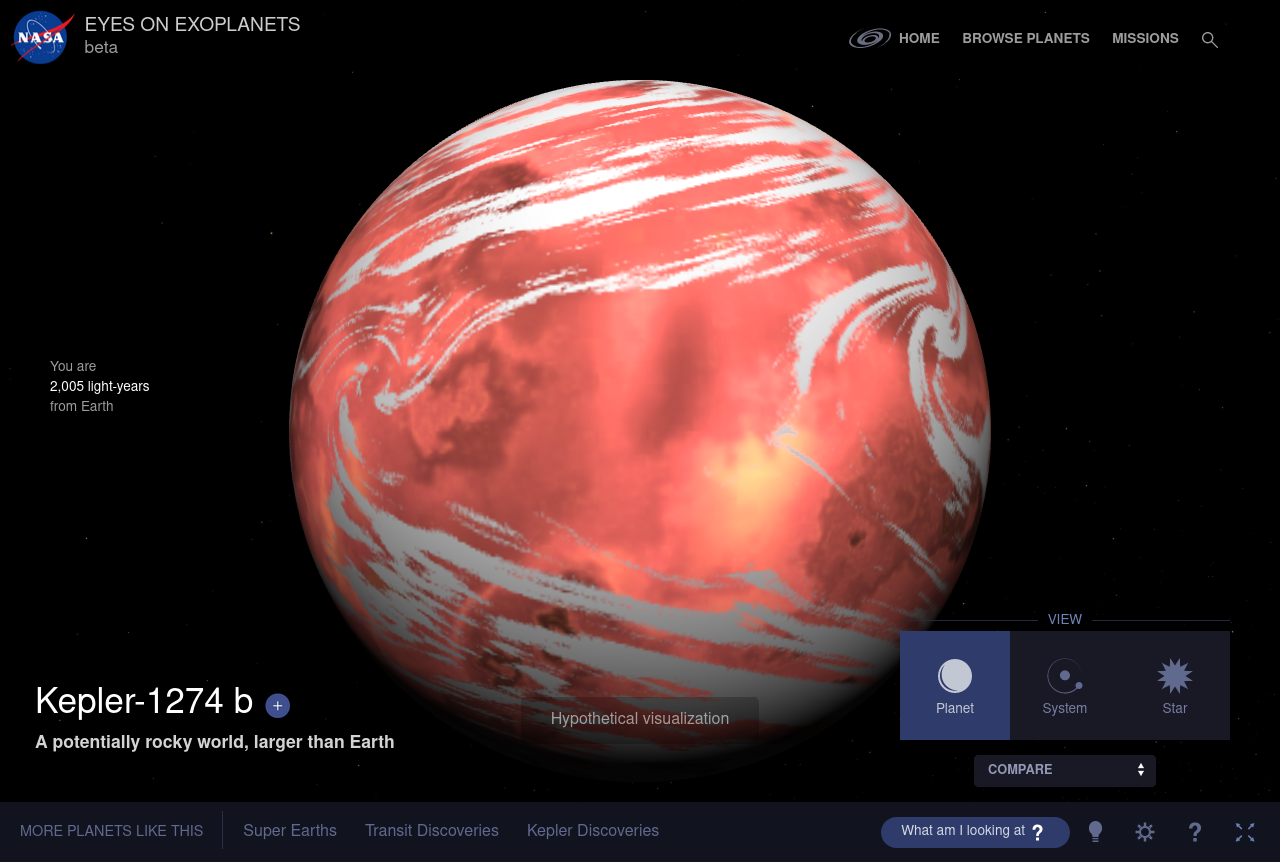 NASA
EYES ON EXOPLANETS
beta
HOME BROWSE PLANETS MISSIONS
You are
2,005 light-years
from Earth
VIEW
Kepler-1274 b +
Planet System Star
Hypothetical visualization
A potentially rocky world, larger than Earth
COMPARE
MORE PLANETS LIKE THIS Super Earths Transit Discoveries Kepler Discoveries What am I looking at ? ?